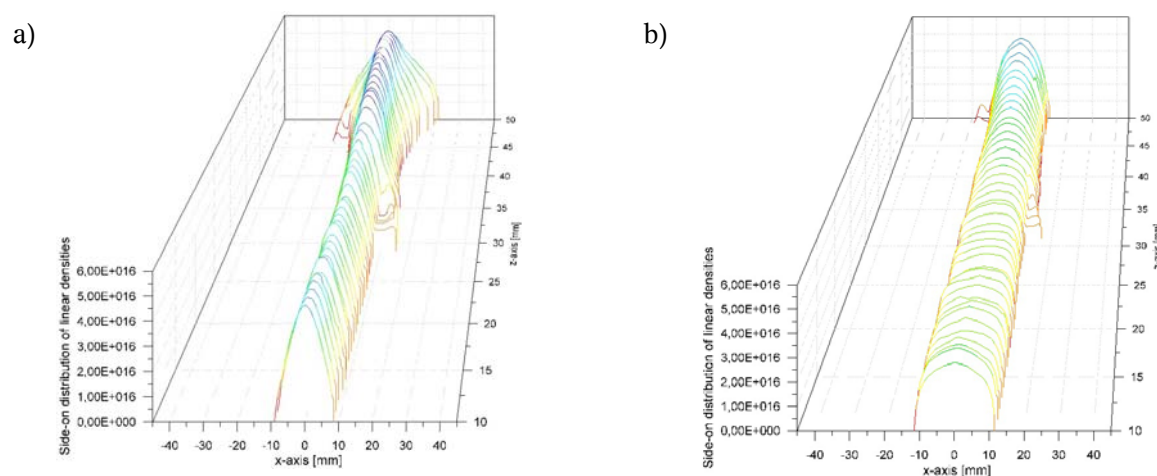 a)
Side-on distribution of linear densities
6,00E+016
5,00E+016
4,00E+016
3,00E+016
2,00E+016
1,00E+016
0,00E+000
-40 -30 -20 -10 0 10 20 30 40
x-axis [mm]
50
45
40
35
30
25
20
15
10
z-axis [mm]
b)
Side-on distribution of linear densities
6,00E+016
5,00E+016
4,00E+016
3,00E+016
2,00E+016
1,00E+016
0,00E+000
-40 -30 -20 -10 0 10 20 30 40
x-axis [mm]
50
45
40
35
30
25
20
15
10
z-axis [mm]